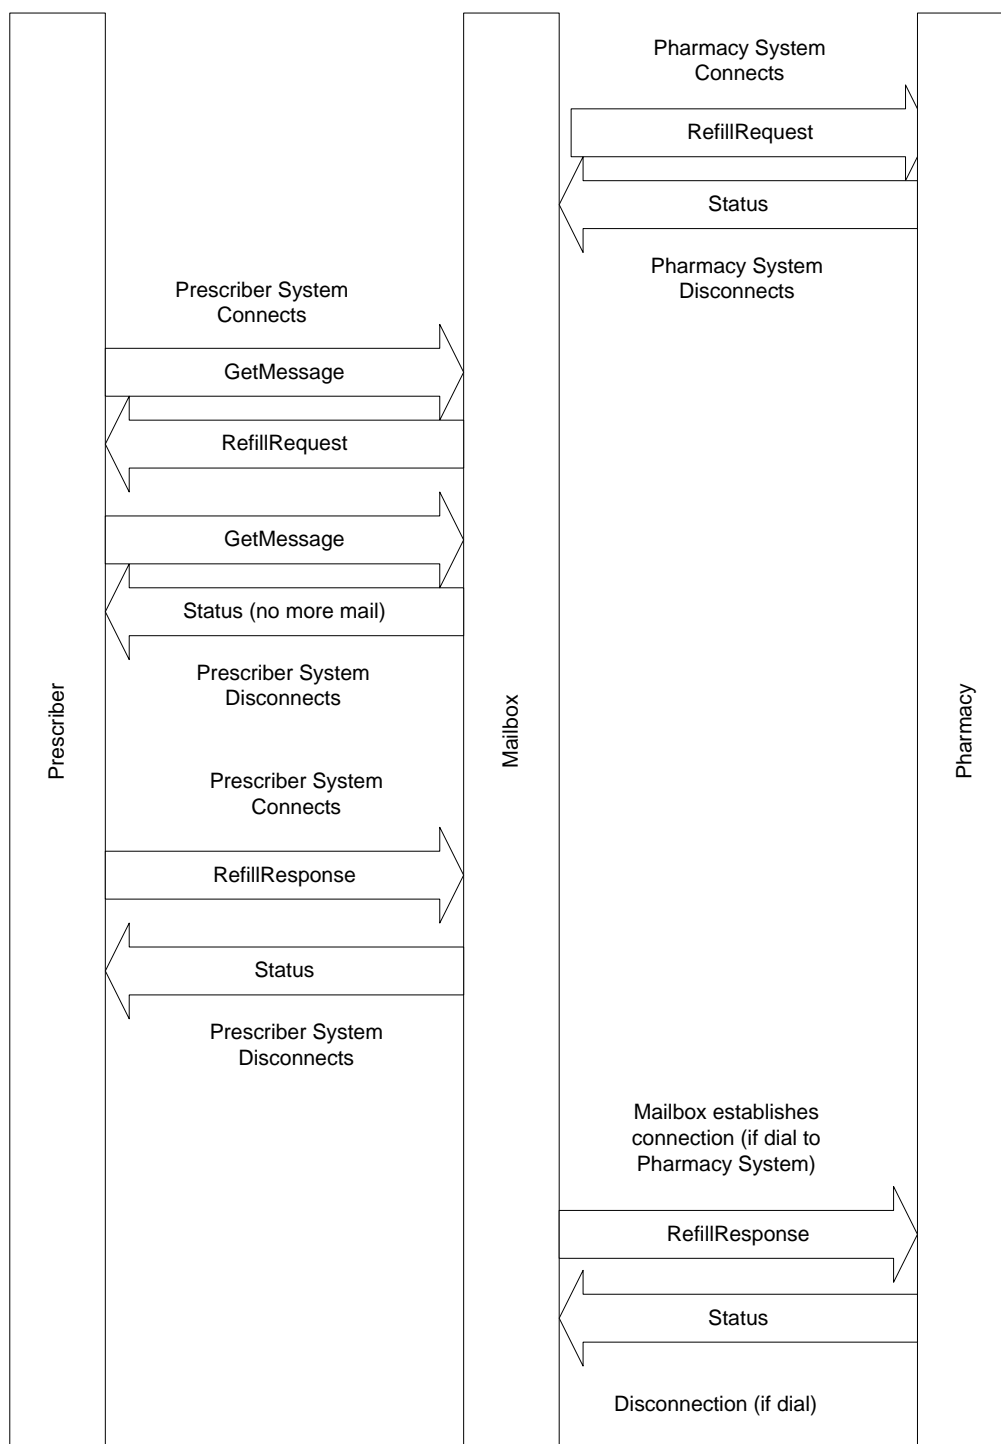 Pharmacy System
Connects
RefillRequest
Status
Pharmacy System
Disconnects
Prescriber System
Connects
GetMessage
RefillRequest
GetMessage
Status (no more mail)
Prescriber System
Disconnects
Prescriber
Mailbox
Pharmacy
Prescriber System
Connects
RefillResponse
Status
Prescriber System
Disconnects
Mailbox establishes
connection (if dial to
Pharmacy System)
RefillResponse
Status
Disconnection (if dial)